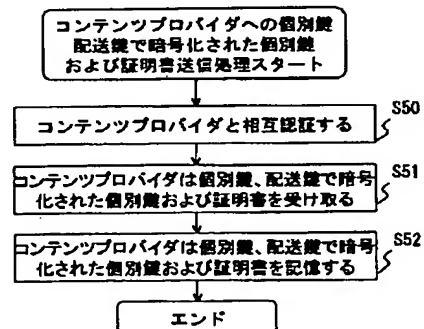 コンテンツプロバイダへの個別鍵
配送鍵で暗号化された個別鍵
および証明書送信処理スタート
S50
コンテンツプロバイダと相互認証する
S51
コンテンツプロバイダは個別鍵、配送鍵で暗号
化された個別鍵および証明書を受け取る
S52
コンテンツプロバイダは個別鍵、配送鍵で暗号
化された個別鍵および証明書を記憶する
エンド